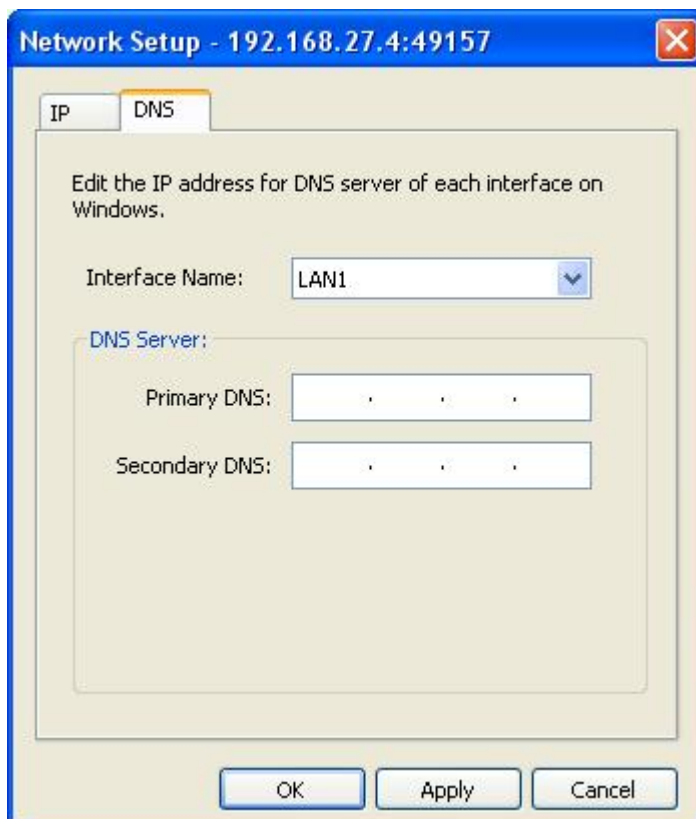 Network Setup - 192.168.27.4:49157
IP
DNS
Edit the IP address for DNS server of each interface on
Windows.
Interface Name:
LAN1
DNS Server:
Primary DNS:
. . .
Secondary DNS:
. . .
OK
Apply
Cancel